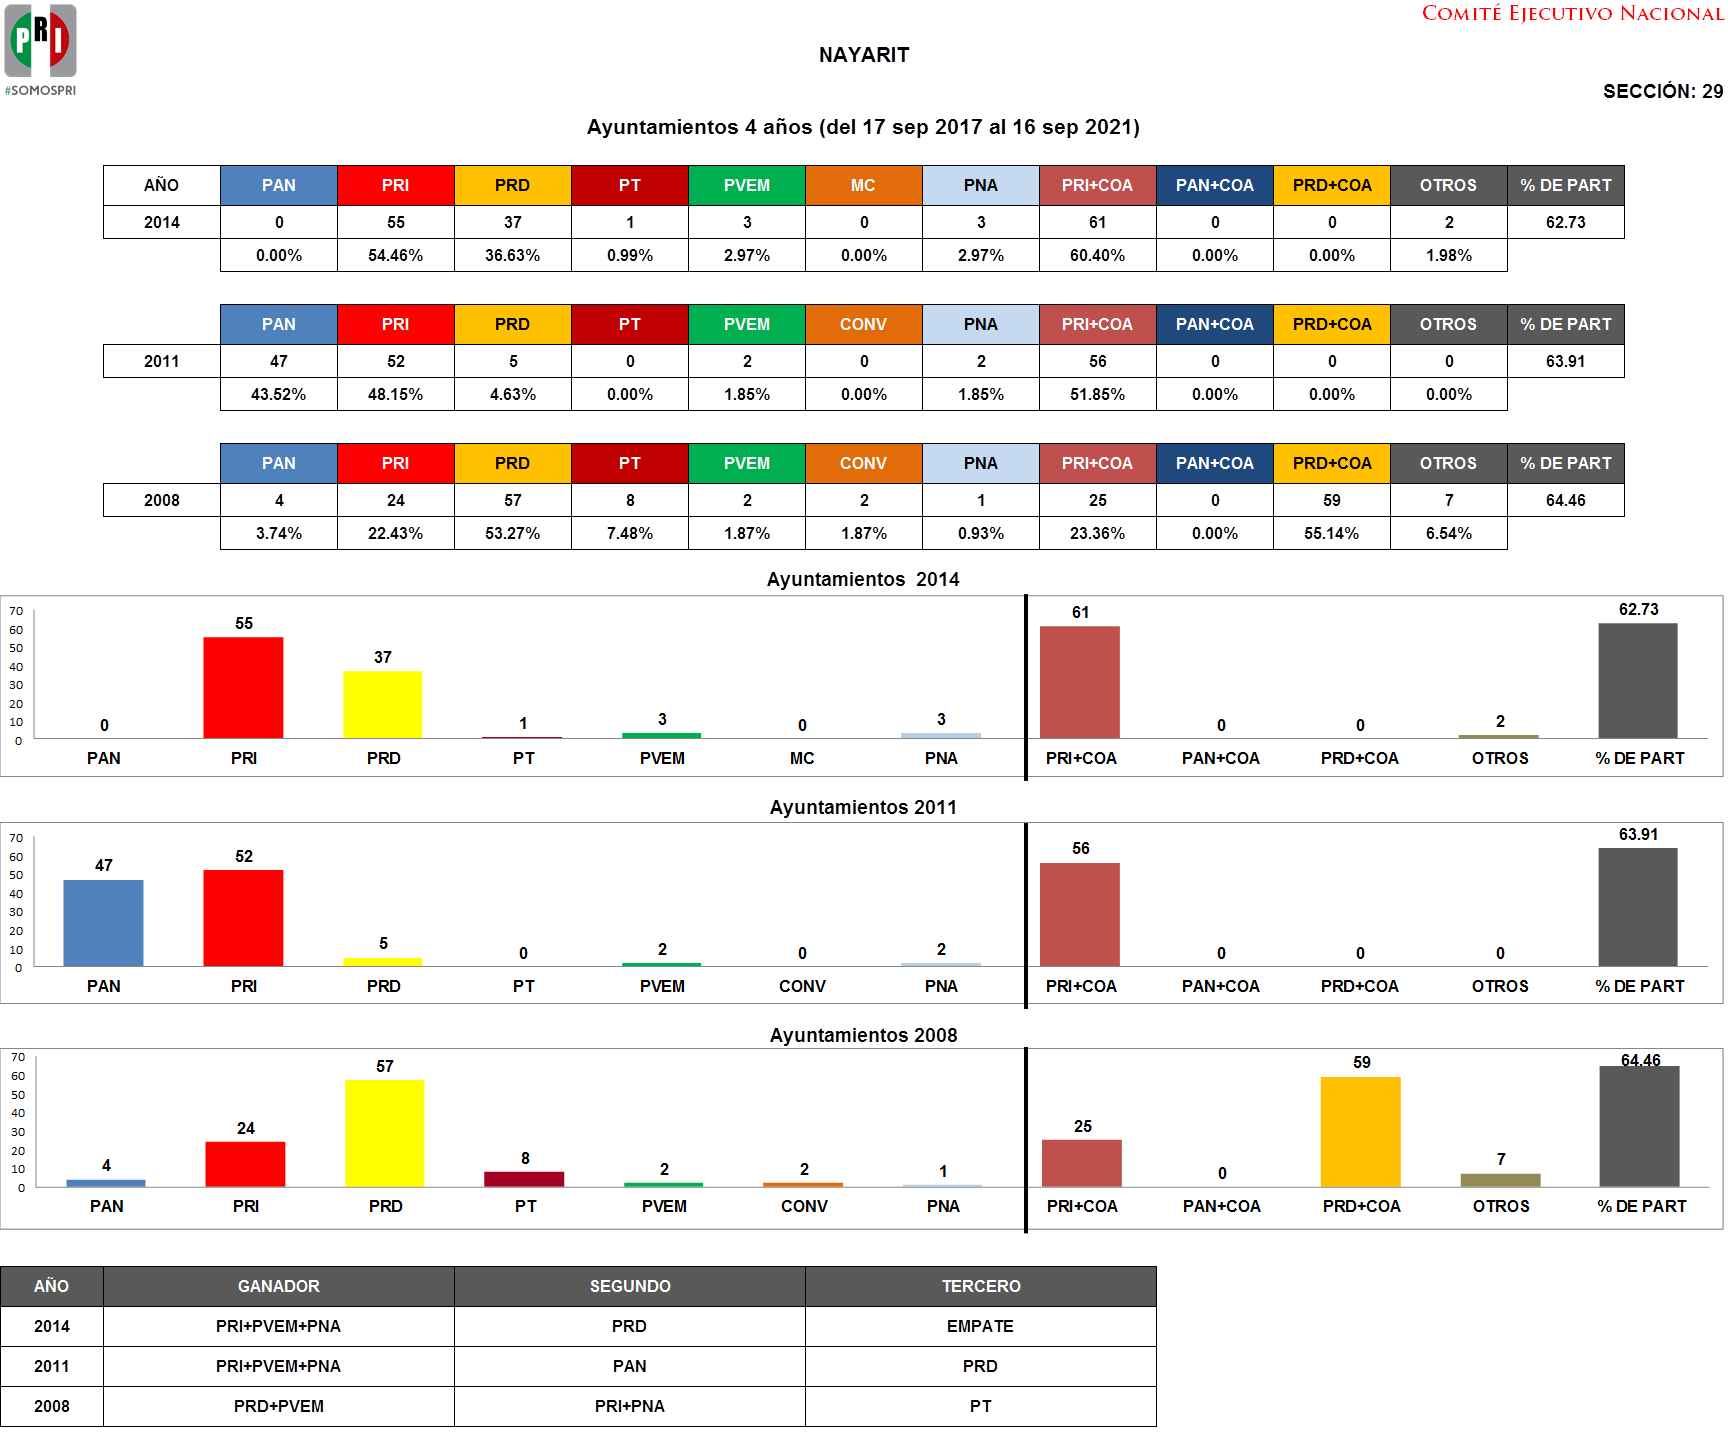 PRI
#SOMOSPRI
COMITÉ EJECUTIVO NACIONAL
NAYARIT
SECCIÓN: 29
Ayuntamientos 4 años (del 17 sep 2017 al 16 sep 2021)
AÑO PAN PRI PRD PT PVEM MC PNA PRI+COA PAN+COA PRD+COA OTROS % DE PART
2014 0 55 37 1 3 0 3 61 0 0 2 62.73
0.00% 54.46% 36.63% 0.99% 2.97% 0.00% 2.97% 60.40% 0.00% 0.00% 1.98%
PAN PRI PRD PT PVEM CONV PNA PRI+COA PAN+COA PRD+COA OTROS % DE PART
2011 47 52 5 0 2 0 2 56 0 0 0 63.91
43.52% 48.15% 4.63% 0.00% 1.85% 0.00% 1.85% 51.85% 0.00% 0.00% 0.00%
PAN PRI PRD PT PVEM CONV PNA PRI+COA PAN+COA PRD+COA OTROS % DE PART
2008 4 24 57 8 2 2 1 25 0 59 7 64.46
3.74% 22.43% 53.27% 7.48% 1.87% 1.87% 0.93% 23.36% 0.00% 55.14% 6.54%
Ayuntamientos 2014
70
60
50
40
30
20
10
0
0 55 37 1 3 0 3 61 0 0 2 62.73
PAN PRI PRD PT PVEM MC PNA PRI+COA PAN+COA PRD+COA OTROS % DE PART
Ayuntamientos 2011
70
60
50
40
30
20
10
0
47 52 5 0 2 0 2 56 0 0 0 63.91
PAN PRI PRD PT PVEM CONV PNA PRI+COA PAN+COA PRD+COA OTROS % DE PART
Ayuntamientos 2008
70
60
50
40
30
20
10
0
4 24 57 8 2 2 1 25 0 59 7 64.46
PAN PRI PRD PT PVEM CONV PNA PRI+COA PAN+COA PRD+COA OTROS % DE PART
AÑO GANADOR SEGUNDO TERCERO
2014 PRI+PVEM+PNA PRD EMPATE
2011 PRI+PVEM+PNA PAN PRD
2008 PRD+PVEM PRI+PNA PT